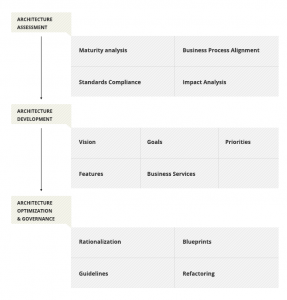 ARCHITECTURE
ASSESSMENT
Maturity analysis
Business Process Alignment
Standards Compliance
Impact Analysis
ARCHITECTURE
DEVELOPMENT
Vision
Goals
Priorities
Features
Business Services
ARCHITECTURE
OPTIMIZATION
& GOVERNANCE
Rationalization
Blueprints
Guidelines
Refactoring